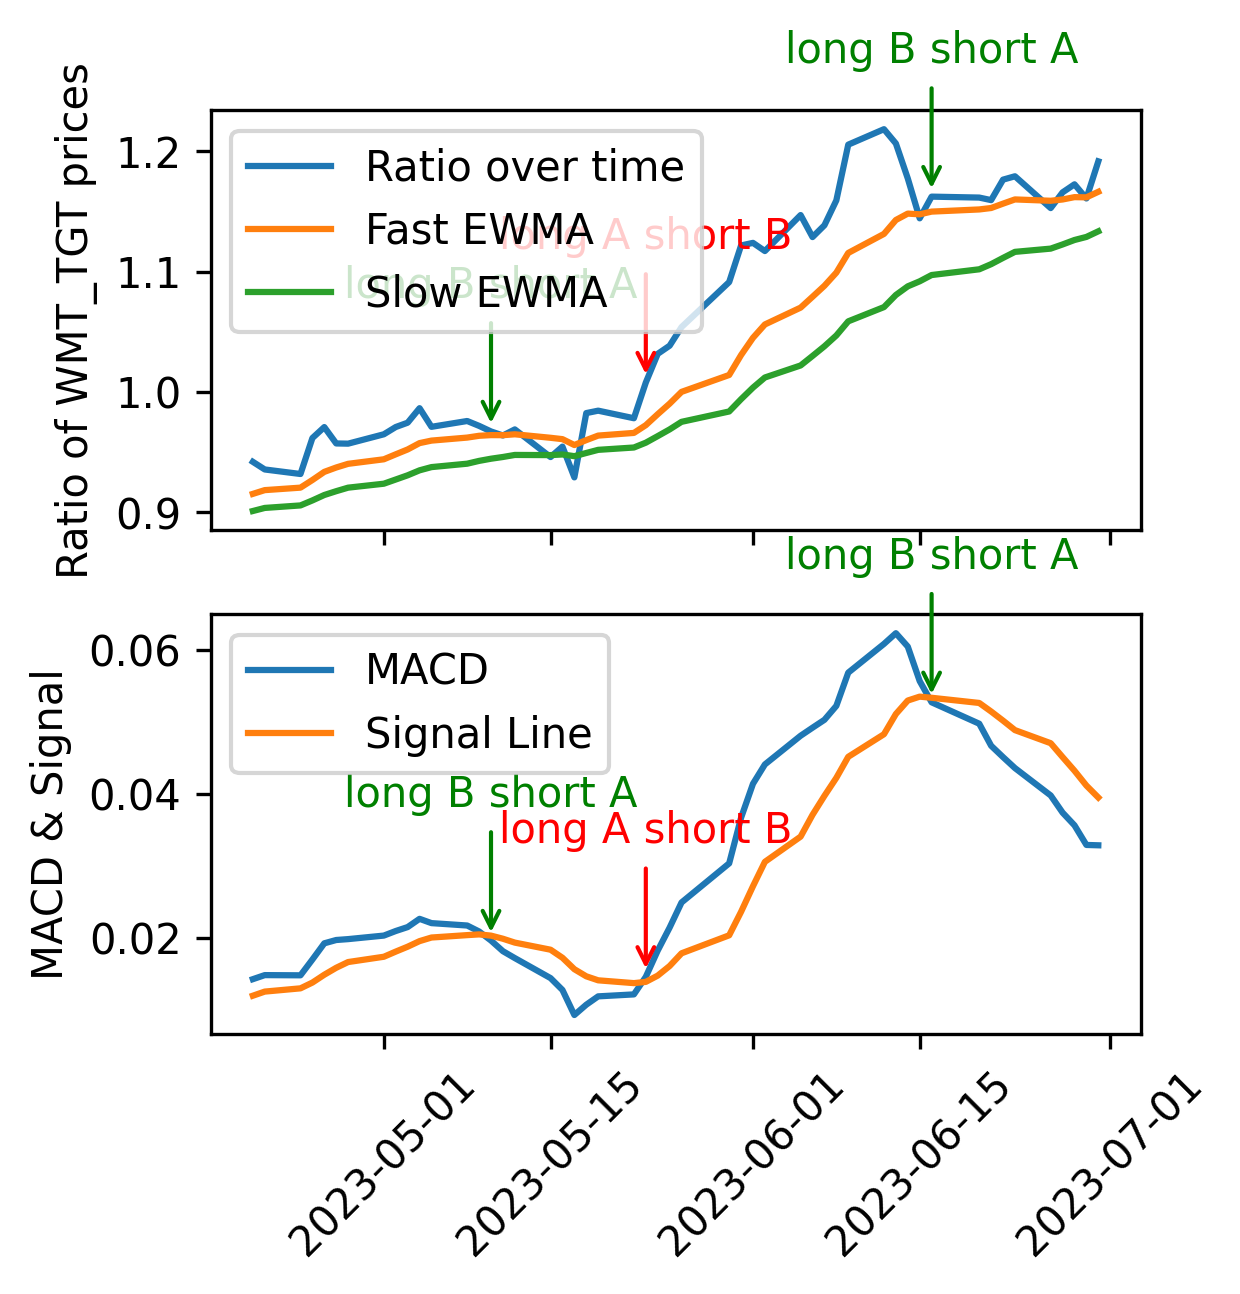 long B short A
Ratio of WMT_TGT prices
1.2
1.1
1.0
0.9
Ratio over time
Fast EWMA
Slow EWMA
long A short B
long B short A
long B short A
MACD & Signal
0.06
0.04
0.02
MACD
Signal Line
long B short A
long A short B
2023-05-01
2023-05-15
2023-06-01
2023-06-15
2023-07-01